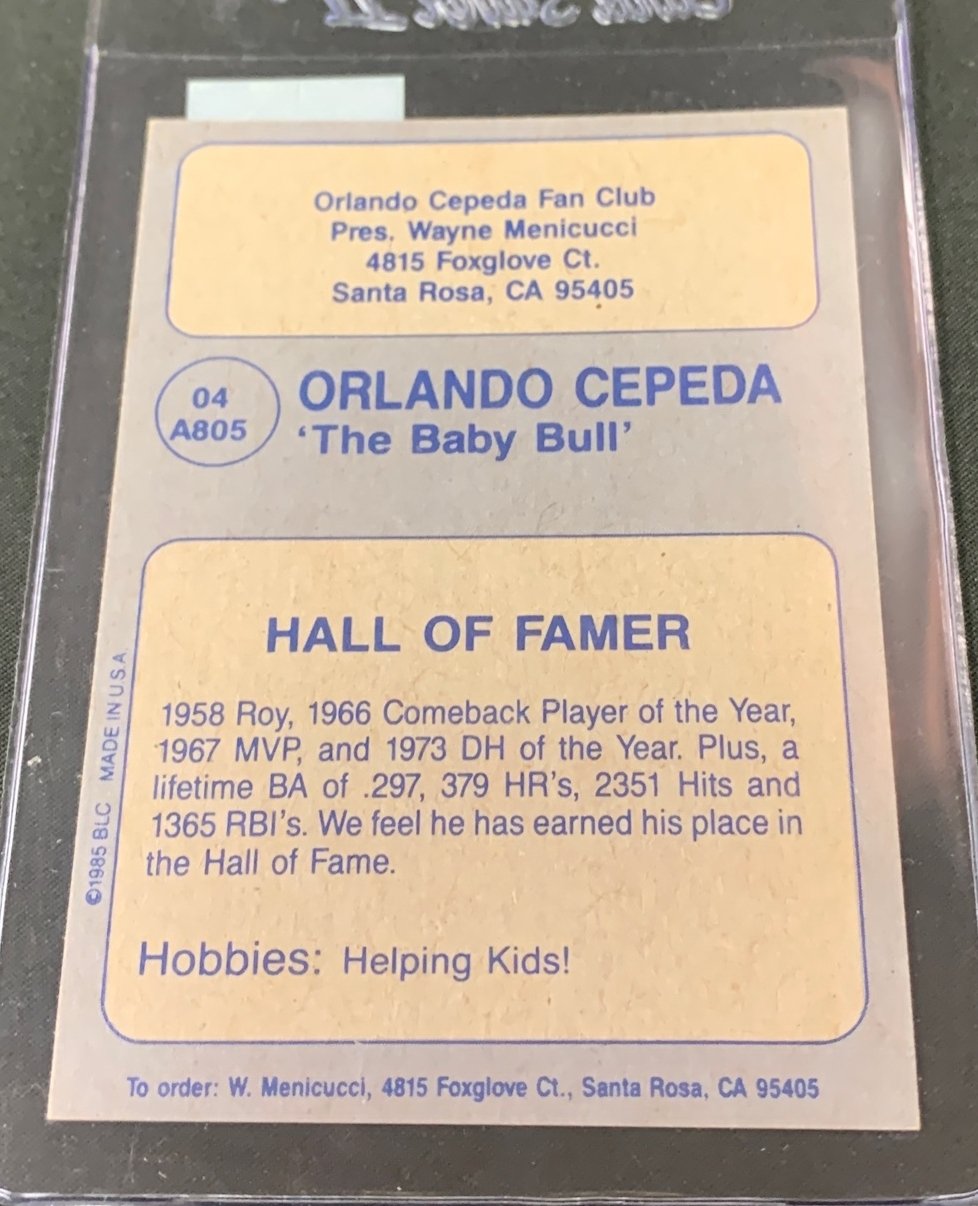 Card Saver II
Orlando Cepeda Fan Club
Pres. Wayne Menicucci
4815 Foxglove Ct.
Santa Rosa, CA 95405
04
A805
ORLANDO CEPEDA
‘The Baby Bull’
HALL OF FAMER
1958 Roy, 1966 Comeback Player of the Year,
1967 MVP, and 1973 DH of the Year. Plus, a
lifetime BA of .297, 379 HR's, 2351 Hits and
1365 RBI's. We feel he has earned his place in
the Hall of Fame.
Hobbies: Helping Kids!
©1985 BLC MADE IN U.S.A.
To order: W. Menicucci, 4815 Foxglove Ct., Santa Rosa, CA 95405